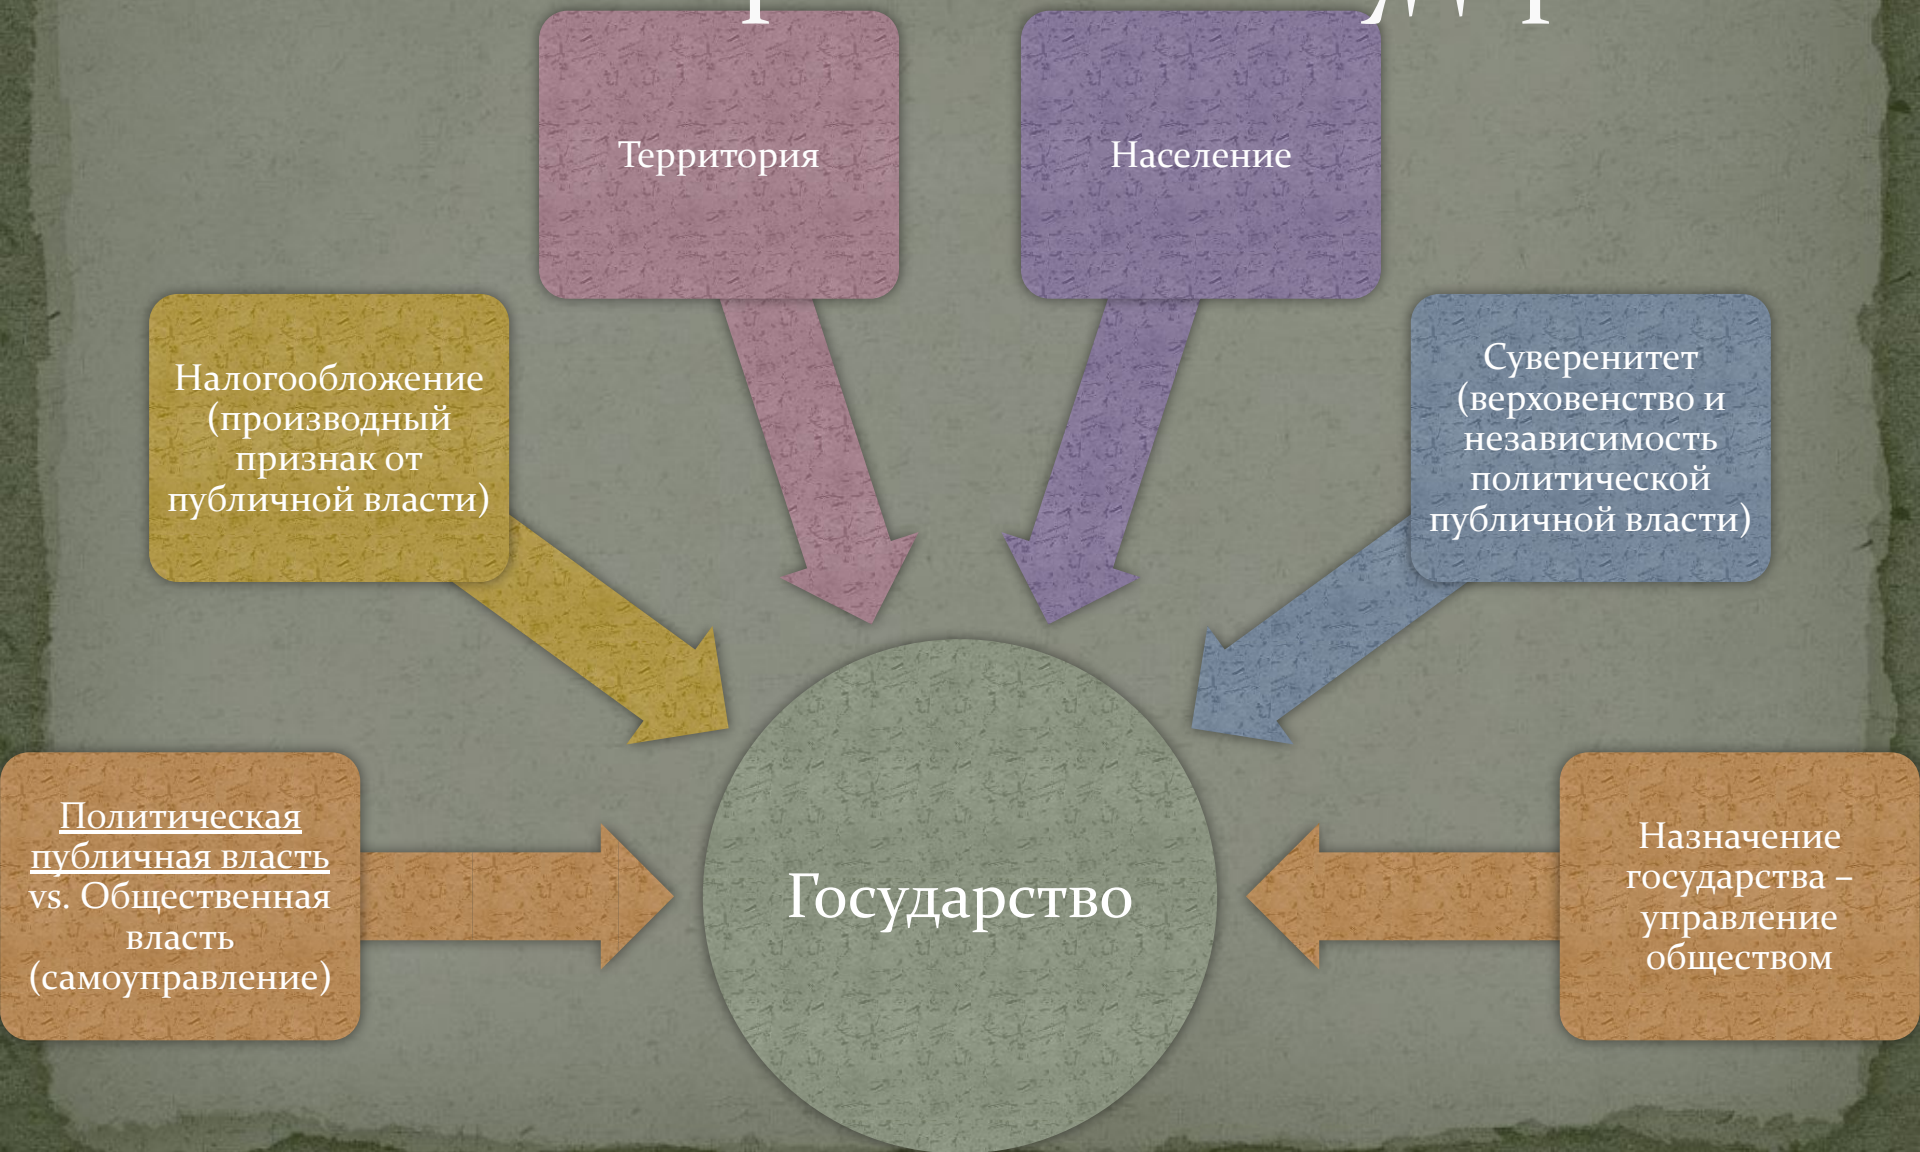 Территория
Население
Налогообложение
(производный
признак от
публичной власти)
Суверенитет
(верховенство и
независимость
политической
публичной власти)
Политическая
публичная власть
vs. Общественная
власть
(самоуправление)
Государство
Назначение
государства –
управление
обществом